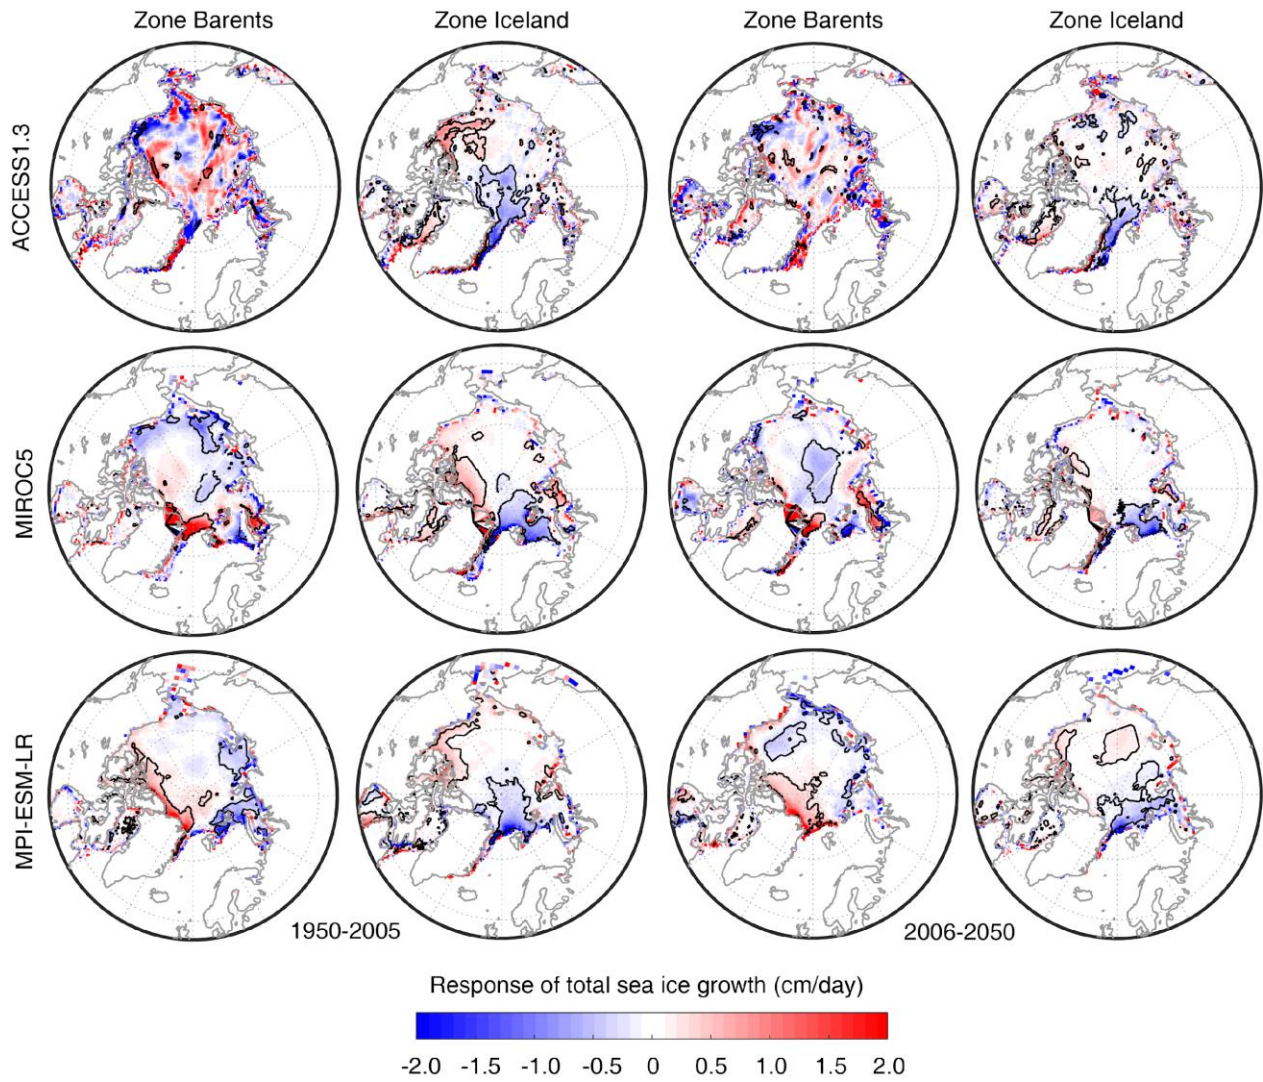 Zone Barents Zone Iceland Zone Barents Zone Iceland
ACCESS1.3
MIROC5
MPI-ESM-LR
1950-2005 2006-2050
Response of total sea ice growth (cm/day)
-2.0 -1.5 -1.0 -0.5 0 0.5 1.0 1.5 2.0